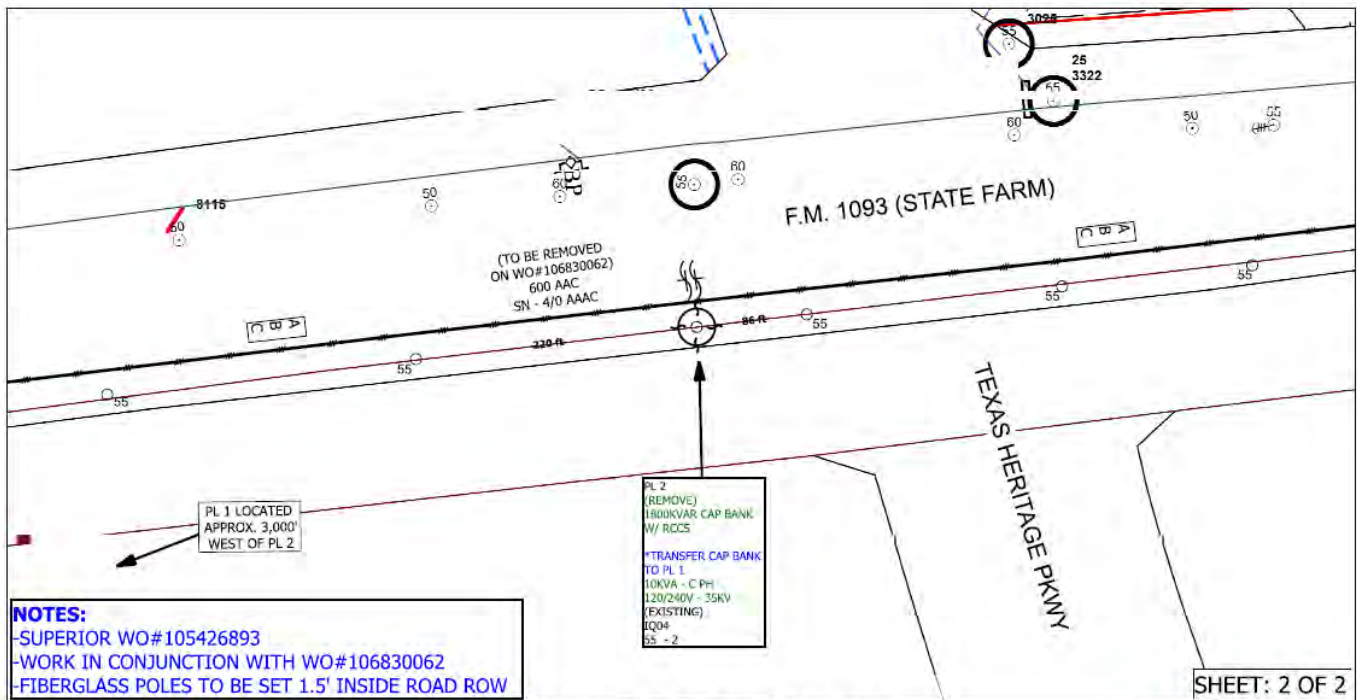 3026
55
25
3322
55
60
50
55
60
55
60
50
8115
50
BP
F.M. 1093 (STATE FARM)
(TO BE REMOVED
ON WO#106830062)
600 AAC
SN - 4/0 AAAC
A B C
A B C
220 ft
86 ft
55
55
55
55
55
TEXAS HERITAGE PKWY
PL 1 LOCATED
APPROX. 3,000'
WEST OF PL 2
PL 2
(REMOVE)
1800KVAR CAP BANK
W/ RCCS
*TRANSFER CAP BANK
TO PL 1
10KVA - C PH
120/240V - 35KV
(EXISTING)
IQ04
55 - 2
NOTES:
-SUPERIOR WO#105426893
-WORK IN CONJUNCTION WITH WO#106830062
-FIBERGLASS POLES TO BE SET 1.5' INSIDE ROAD ROW
SHEET: 2 OF 2